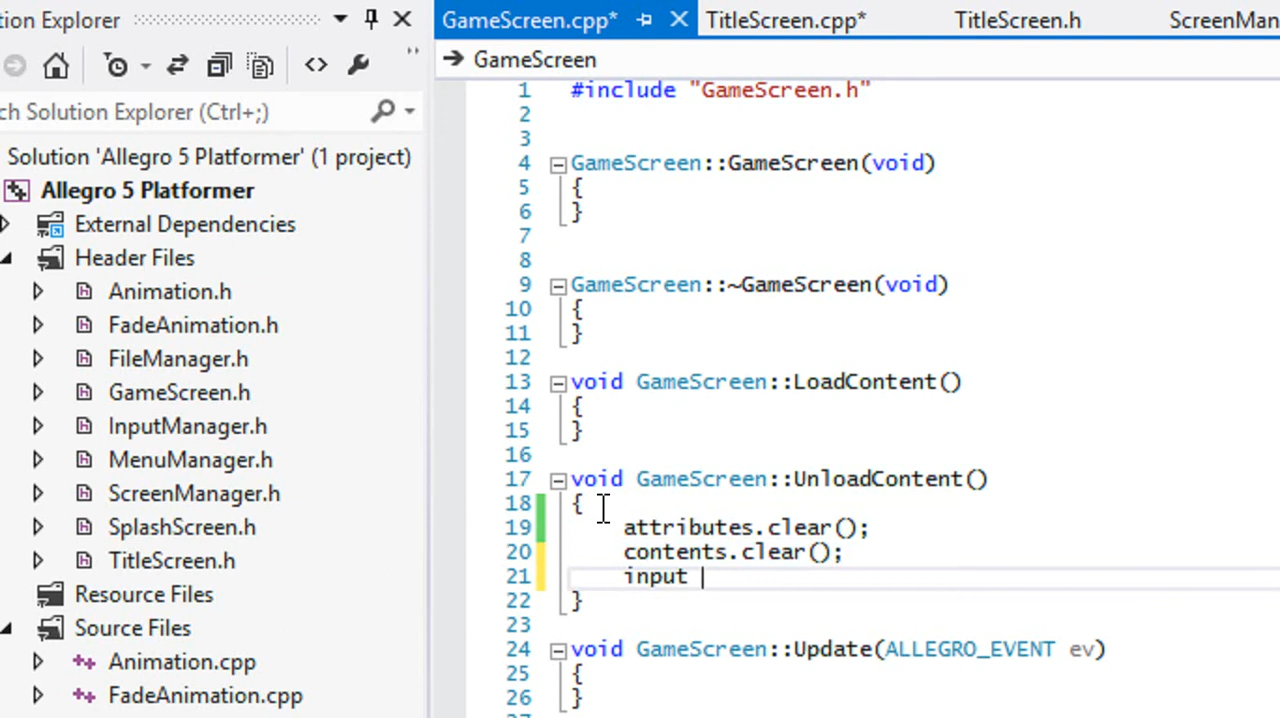 ion Explorer
ch Solution Explorer (Ctrl+;)
Solution 'Allegro 5 Platformer' (1 project)
Allegro 5 Platformer
External Dependencies
Header Files
Animation.h
FadeAnimation.h
FileManager.h
GameScreen.h
InputManager.h
MenuManager.h
ScreenManager.h
SplashScreen.h
TitleScreen.h
Resource Files
Source Files
Animation.cpp
FadeAnimation.cpp
GameScreen.cpp* TitleScreen.cpp* TitleScreen.h ScreenMan
GameScreen
1 #include "GameScreen.h"
2
3
4 GameScreen::GameScreen(void)
5 {
6 }
7
8
9 GameScreen::~GameScreen(void)
10 {
11 }
12
13 void GameScreen::LoadContent()
14 {
15 }
16
17 void GameScreen::UnloadContent()
18 {
19 attributes.clear();
20 contents.clear();
21 input
22 }
23
24 void GameScreen::Update(ALLEGRO_EVENT ev)
25 {
26 }